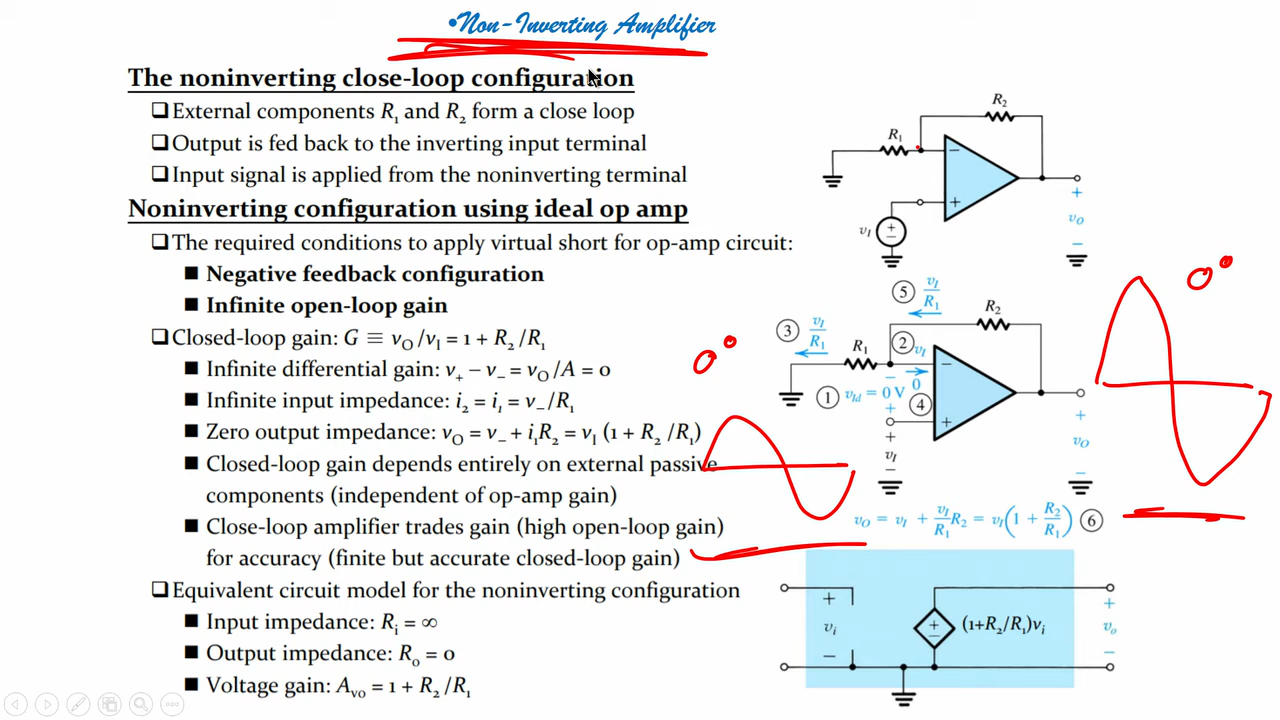 •Non-Inverting Amplifier
The noninverting close-loop configuration
❑External components R₁ and R₂ form a close loop
❑Output is fed back to the inverting input terminal
❑Input signal is applied from the noninverting terminal
Noninverting configuration using ideal op amp
❑The required conditions to apply virtual short for op-amp circuit:
■ Negative feedback configuration
■ Infinite open-loop gain
❑Closed-loop gain: G ≡ vO/vI = 1 + R₂/R₁
■ Infinite differential gain: v₊ − v₋ = vO/A = 0
■ Infinite input impedance: i₂ = i₁ = v₋/R₁
■ Zero output impedance: vO = v₋ + i₁R₂ = vI (1 + R₂/R₁)
■ Closed-loop gain depends entirely on external passive
components (independent of op-amp gain)
■ Close-loop amplifier trades gain (high open-loop gain)
for accuracy (finite but accurate closed-loop gain)
❑Equivalent circuit model for the noninverting configuration
■ Input impedance: Rᵢ = ∞
■ Output impedance: Rₒ = 0
■ Voltage gain: Aᵥₒ = 1 + R₂/R₁
R₂
R₁
−
+
vI
+
−
+
vO
−
0°
⑤ vI/R₁
③ vI/R₁
R₂
R₁
② vI
0°
① vId = 0 V
−
+
0
④
−
+
+
vI
−
+
vO
−
vO = vI + vI/R₁ R₂ = vI(1 + R₂/R₁) ⑥
+
vi
−
+
−
(1+R₂/R₁)vi
+
vo
−